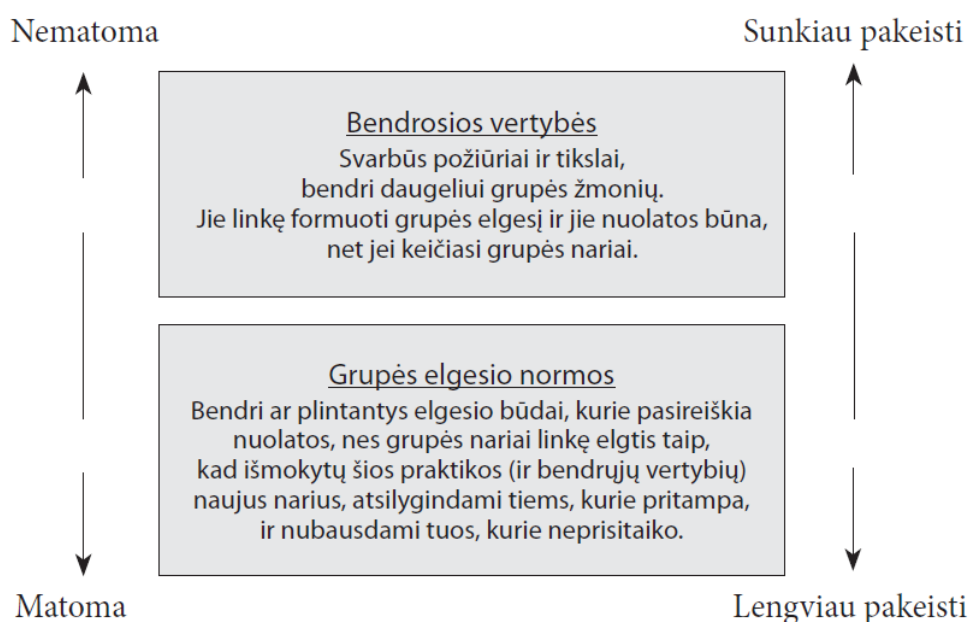 Nematoma
Sunkiau pakeisti
Bendrosios vertybės
Svarbūs požiūriai ir tikslai,
bendri daugeliui grupės žmonių.
Jie linkę formuoti grupės elgesį ir jie nuolatos būna,
net jei keičiasi grupės nariai.
Grupės elgesio normos
Bendri ar plintantys elgesio būdai, kurie pasireiškia
nuolatos, nes grupės nariai linkę elgtis taip,
kad išmokytų šios praktikos (ir bendrųjų vertybių)
naujus narius, atsilygindami tiems, kurie pritampa,
ir nubausdami tuos, kurie neprisitaiko.
Matoma
Lengviau pakeisti